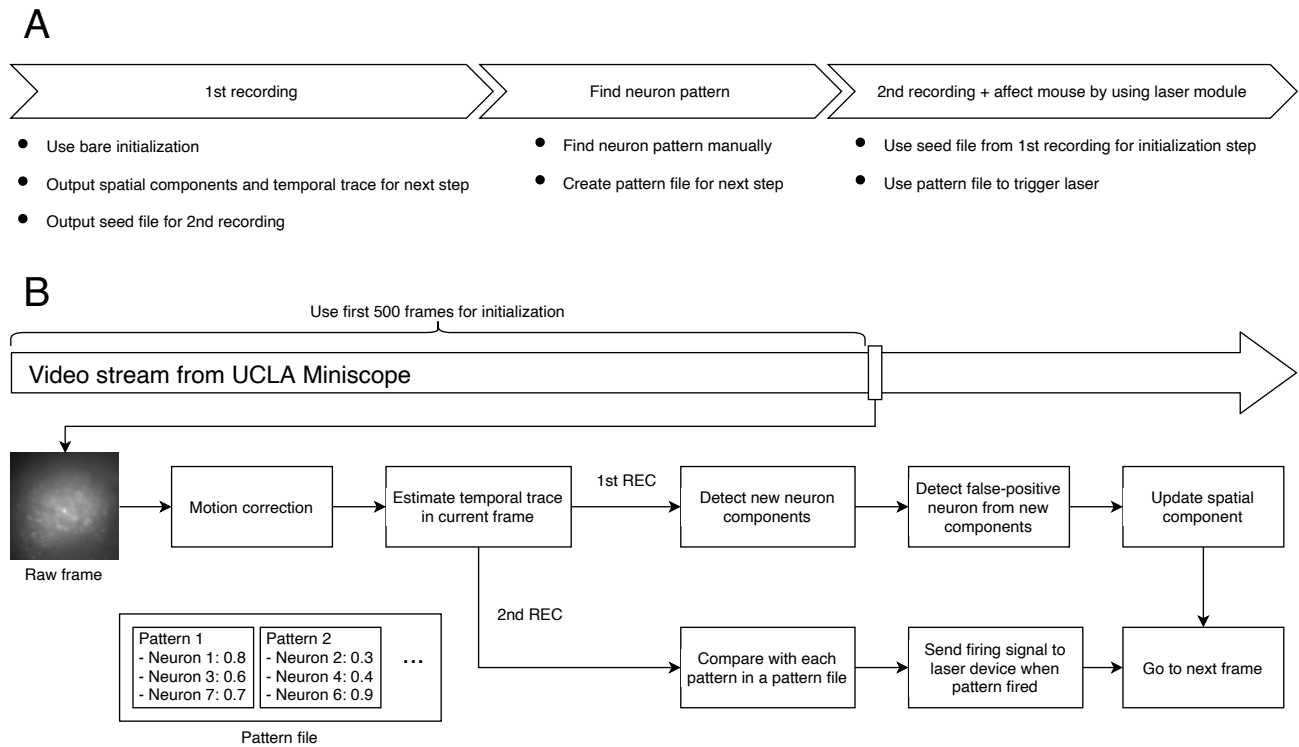 A
1st recording
Find neuron pattern
2nd recording + affect mouse by using laser module
● Use bare initialization
● Output spatial components and temporal trace for next step
● Output seed file for 2nd recording
● Find neuron pattern manually
● Create pattern file for next step
● Use seed file from 1st recording for initialization step
● Use pattern file to trigger laser
B
Use first 500 frames for initialization
Video stream from UCLA Miniscope
Raw frame
Motion correction
Estimate temporal trace
in current frame
1st REC
Detect new neuron
components
Detect false-positive
neuron from new
components
Update spatial
component
2nd REC
Compare with each
pattern in a pattern file
Send firing signal to
laser device when
pattern fired
Go to next frame
Pattern 1
- Neuron 1: 0.8
- Neuron 3: 0.6
- Neuron 7: 0.7
Pattern 2
- Neuron 2: 0.3
- Neuron 4: 0.4
- Neuron 6: 0.9
...
Pattern file